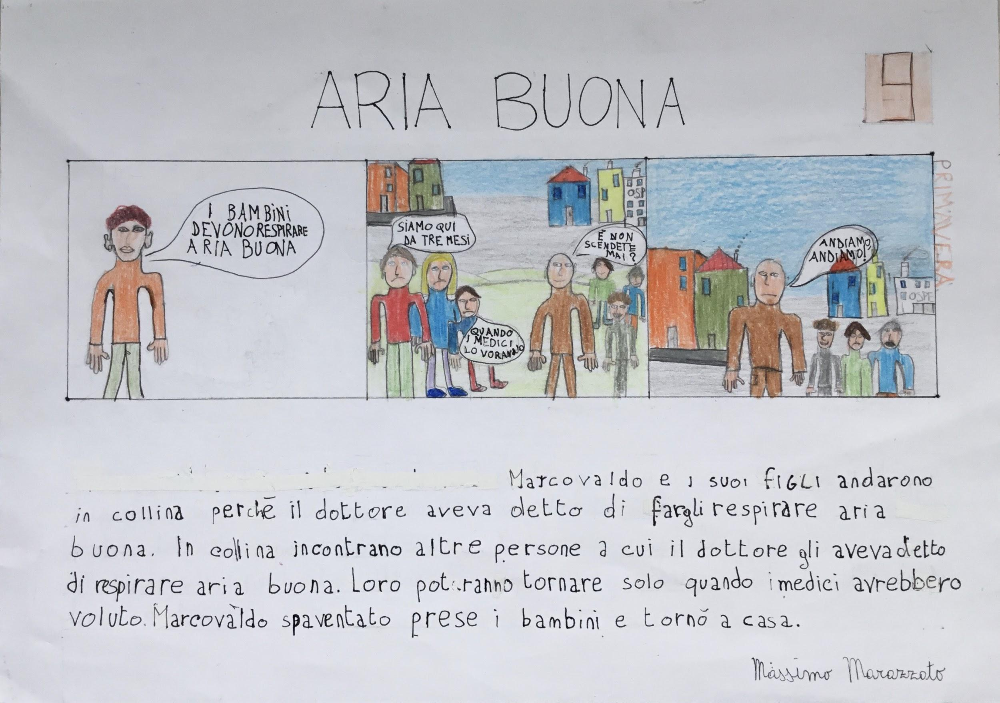 ARIA BUONA
9
PRIMAVERA
I BAMBINI
DEVONO RESPIRARE
ARIA BUONA
SIAMO QUI
DA TRE MESI
QUANDO
I MEDICI
LO VORANNO
È NON
SCENDETE
MAI?
OSP
ANDIAMO,
ANDIAMO!
OSPE
Marcovaldo e i suoi FIGLI andarono
in collina perchè il dottore aveva detto di fargli respirare aria
buona. In collina incontrano altre persone a cui il dottore gli aveva detto
di respirare aria buona. Loro potranno tornare solo quando i medici avrebbero
voluto. Marcovaldo spaventato prese i bambini e tornò a casa.
Massimo Marazzato